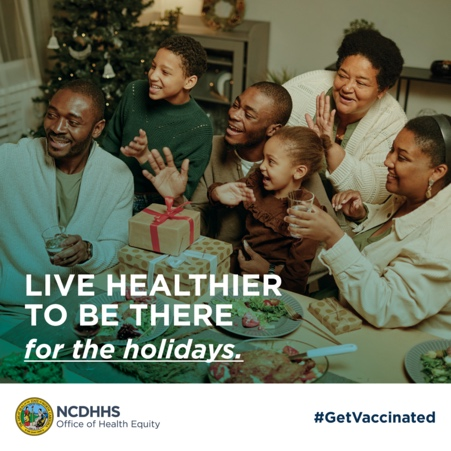 LIVE HEALTHIER
TO BE THERE
for the holidays.
NCDHHS
Office of Health Equity
#GetVaccinated